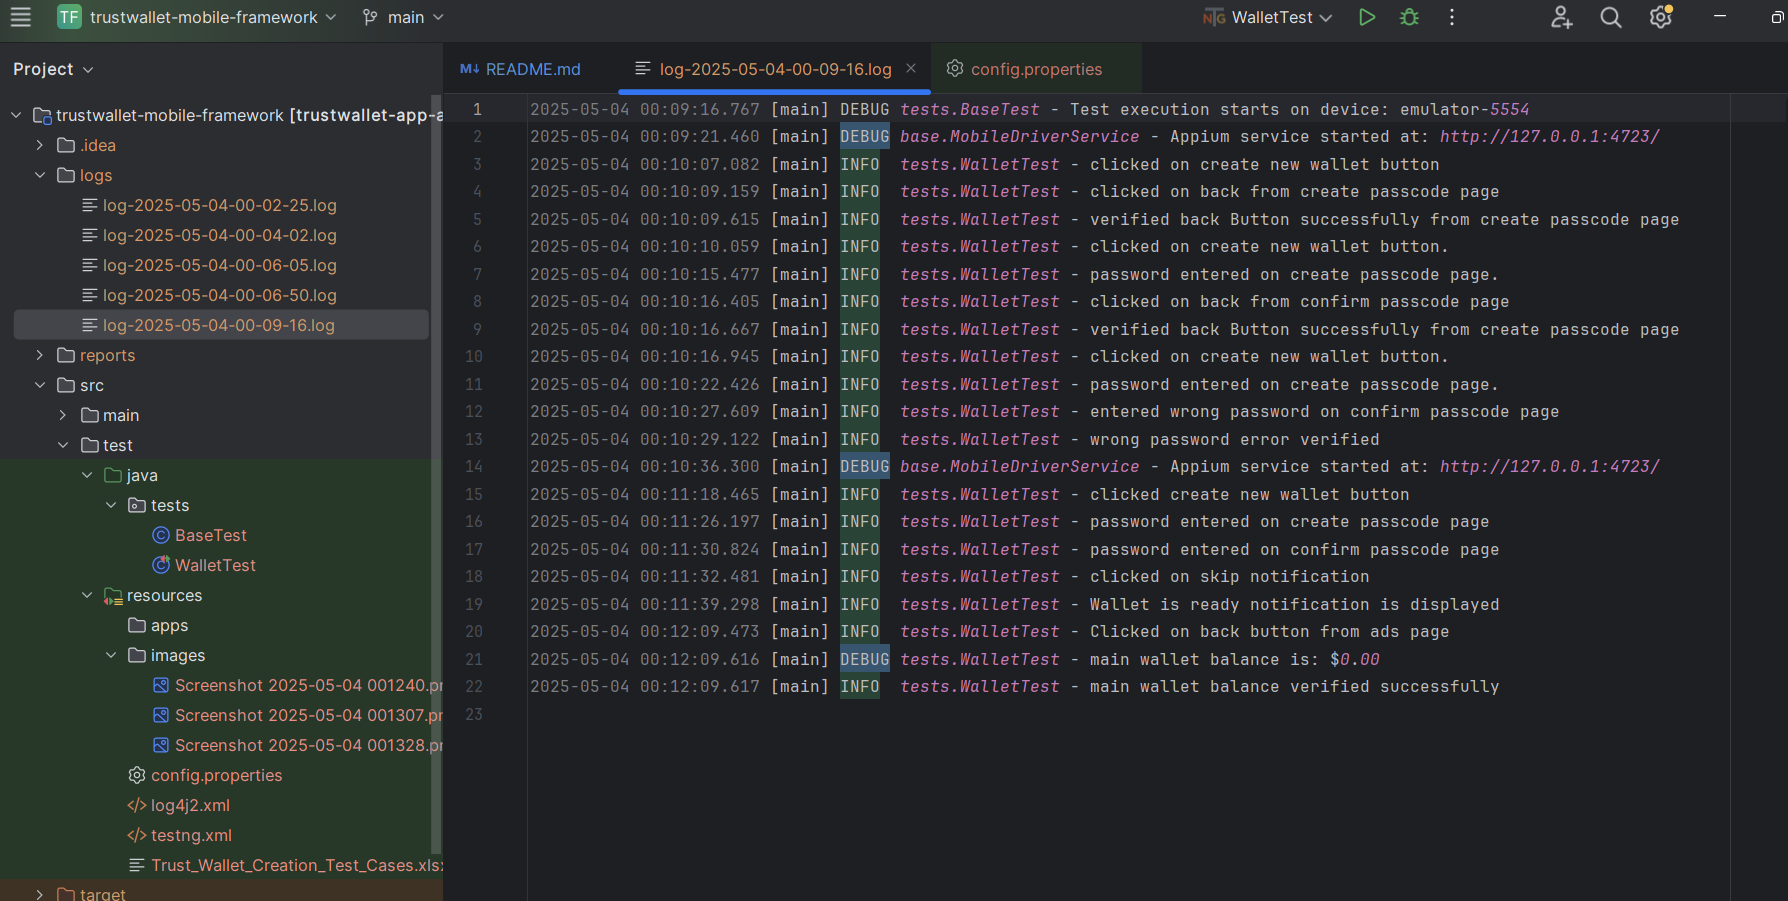 TF trustwallet-mobile-framework main WalletTest
Project
README.md log-2025-05-04-00-09-16.log config.properties
trustwallet-mobile-framework [trustwallet-app-a
.idea
logs
log-2025-05-04-00-02-25.log
log-2025-05-04-00-04-02.log
log-2025-05-04-00-06-05.log
log-2025-05-04-00-06-50.log
log-2025-05-04-00-09-16.log
reports
src
main
test
java
tests
BaseTest
WalletTest
resources
apps
images
Screenshot 2025-05-04 001240.pr
Screenshot 2025-05-04 001307.pr
Screenshot 2025-05-04 001328.pr
config.properties
log4j2.xml
testng.xml
Trust_Wallet_Creation_Test_Cases.xlsx
target
1 2025-05-04 00:09:16.767 [main] DEBUG tests.BaseTest - Test execution starts on device: emulator-5554
2 2025-05-04 00:09:21.460 [main] DEBUG base.MobileDriverService - Appium service started at: http://127.0.0.1:4723/
3 2025-05-04 00:10:07.082 [main] INFO tests.WalletTest - clicked on create new wallet button
4 2025-05-04 00:10:09.159 [main] INFO tests.WalletTest - clicked on back from create passcode page
5 2025-05-04 00:10:09.615 [main] INFO tests.WalletTest - verified back Button successfully from create passcode page
6 2025-05-04 00:10:10.059 [main] INFO tests.WalletTest - clicked on create new wallet button.
7 2025-05-04 00:10:15.477 [main] INFO tests.WalletTest - password entered on create passcode page.
8 2025-05-04 00:10:16.405 [main] INFO tests.WalletTest - clicked on back from confirm passcode page
9 2025-05-04 00:10:16.667 [main] INFO tests.WalletTest - verified back Button successfully from create passcode page
10 2025-05-04 00:10:16.945 [main] INFO tests.WalletTest - clicked on create new wallet button.
11 2025-05-04 00:10:22.426 [main] INFO tests.WalletTest - password entered on create passcode page.
12 2025-05-04 00:10:27.609 [main] INFO tests.WalletTest - entered wrong password on confirm passcode page
13 2025-05-04 00:10:29.122 [main] INFO tests.WalletTest - wrong password error verified
14 2025-05-04 00:10:36.300 [main] DEBUG base.MobileDriverService - Appium service started at: http://127.0.0.1:4723/
15 2025-05-04 00:11:18.465 [main] INFO tests.WalletTest - clicked create new wallet button
16 2025-05-04 00:11:26.197 [main] INFO tests.WalletTest - password entered on create passcode page
17 2025-05-04 00:11:30.824 [main] INFO tests.WalletTest - password entered on confirm passcode page
18 2025-05-04 00:11:32.481 [main] INFO tests.WalletTest - clicked on skip notification
19 2025-05-04 00:11:39.298 [main] INFO tests.WalletTest - Wallet is ready notification is displayed
20 2025-05-04 00:12:09.473 [main] INFO tests.WalletTest - Clicked on back button from ads page
21 2025-05-04 00:12:09.616 [main] DEBUG tests.WalletTest - main wallet balance is: $0.00
22 2025-05-04 00:12:09.617 [main] INFO tests.WalletTest - main wallet balance verified successfully
23